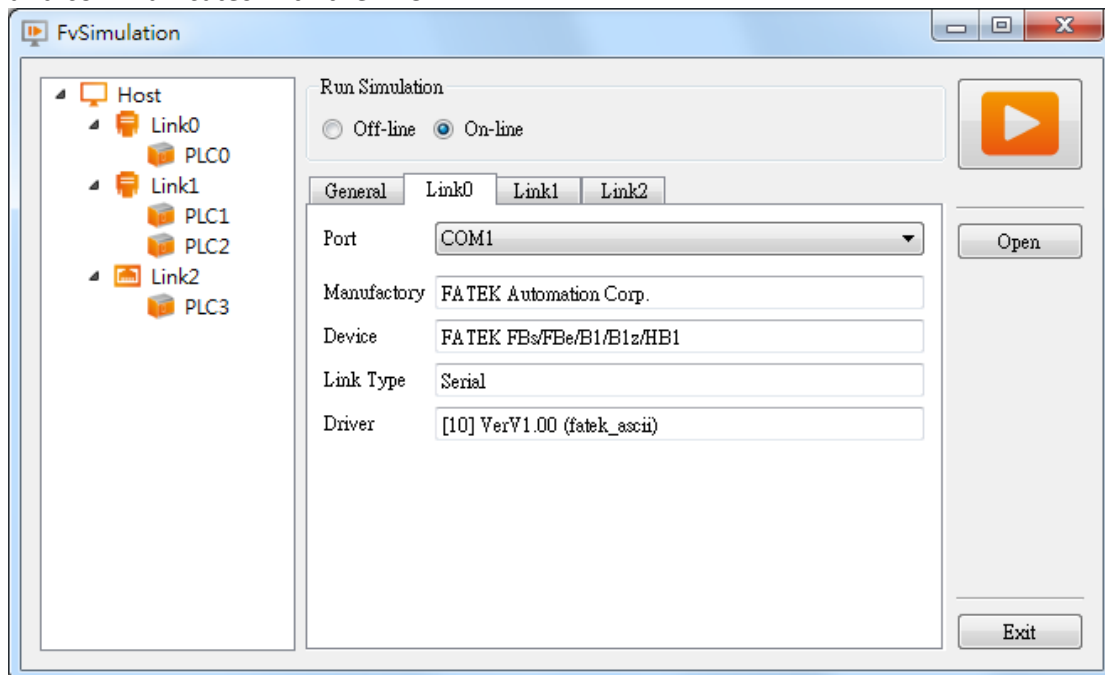 FvSimulation
Host
Link0
PLC0
Link1
PLC1
PLC2
Link2
PLC3
Run Simulation
Off-line On-line
General Link0 Link1 Link2
Port COM1
Manufactory FATEK Automation Corp.
Device FATEK FBs/FBe/B1/B1z/HB1
Link Type Serial
Driver [10] VerV1.00 (fatek_ascii)
Open
Exit